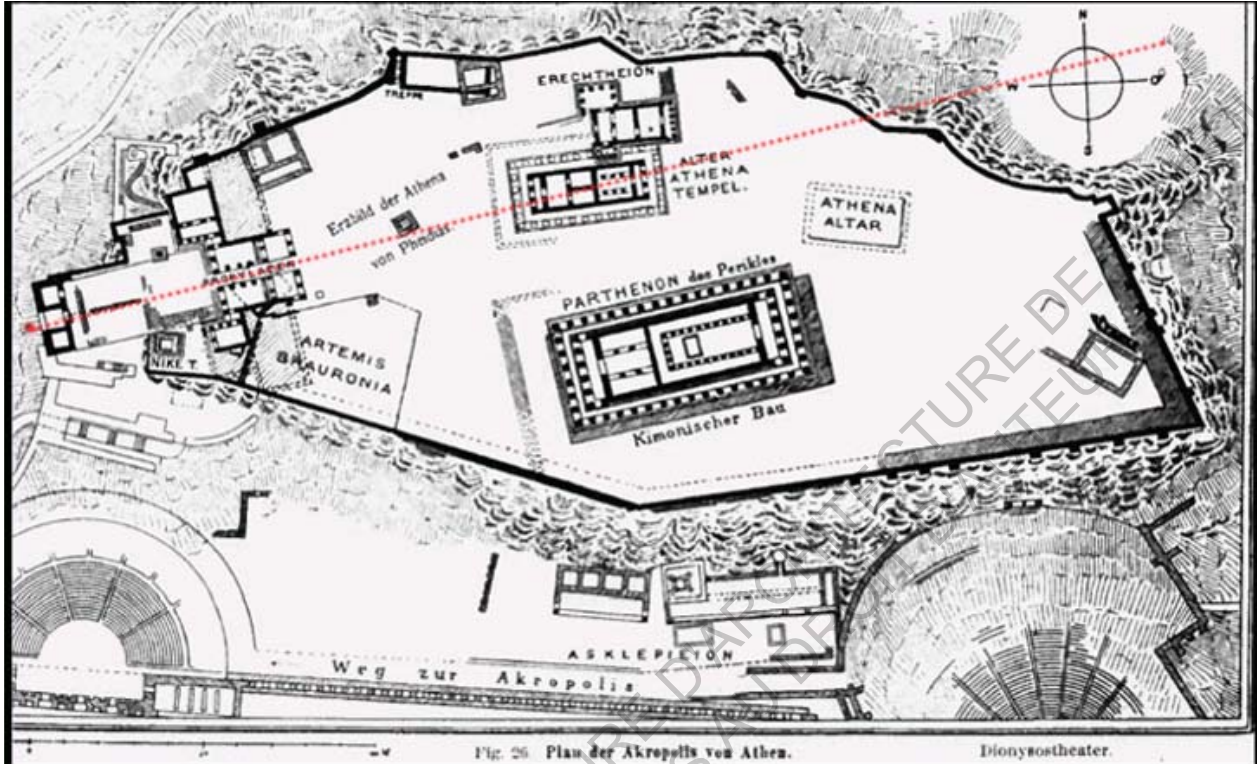 N
W
S
TREPPE
ERECHTHEION
ALTER
ATHENA
TEMPEL.
Erzbild der Athena
von Phidias
ATHENA
ALTAR
PROPYLAEEN
PARTHENON des Perikles
NIKE T.
ARTEMIS
BRAURONIA
Kimonischer Bau
ASKLEPIEION
Weg zur Akropolis
Fig. 26 Plan der Akropolis von Athen.
Dionysostheater.